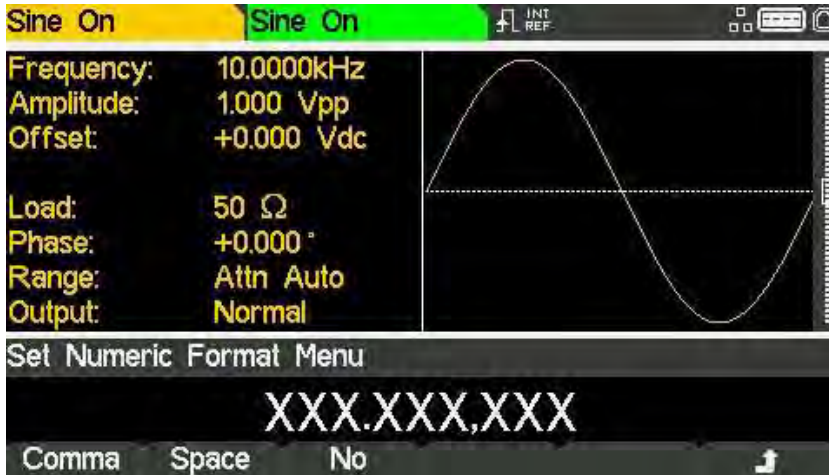 Sine On Sine On INT REF
Frequency: 10.0000kHz
Amplitude: 1.000 Vpp
Offset: +0.000 Vdc
Load: 50 Ω
Phase: +0.000 °
Range: Attn Auto
Output: Normal
Set Numeric Format Menu
XXX.XXX,XXX
Comma Space No